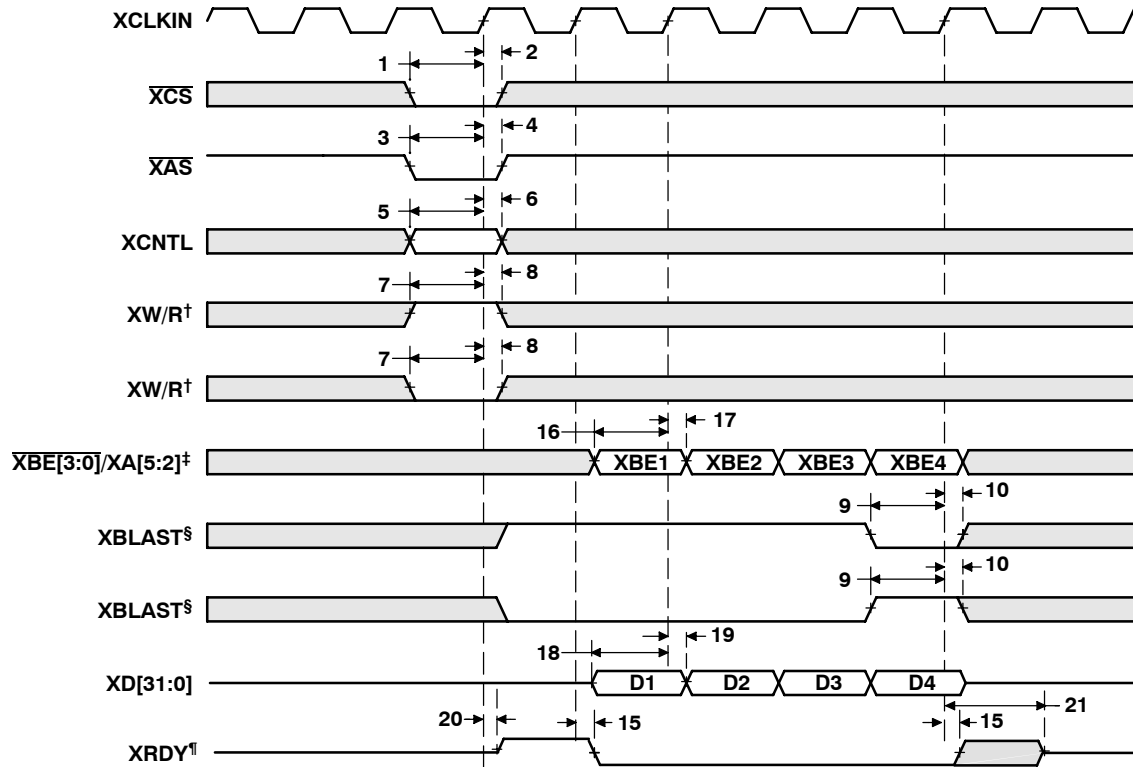 XCLKIN
1 2
XCS
3 4
XAS
5 6
XCNTL
7 8
XW/R†
7 8
XW/R†
16 17
XBE[3:0]/XA[5:2]‡ XBE1 XBE2 XBE3 XBE4
9 10
XBLAST§
9 10
XBLAST§
18 19
XD[31:0] D1 D2 D3 D4
20 15 15 21
XRDY¶